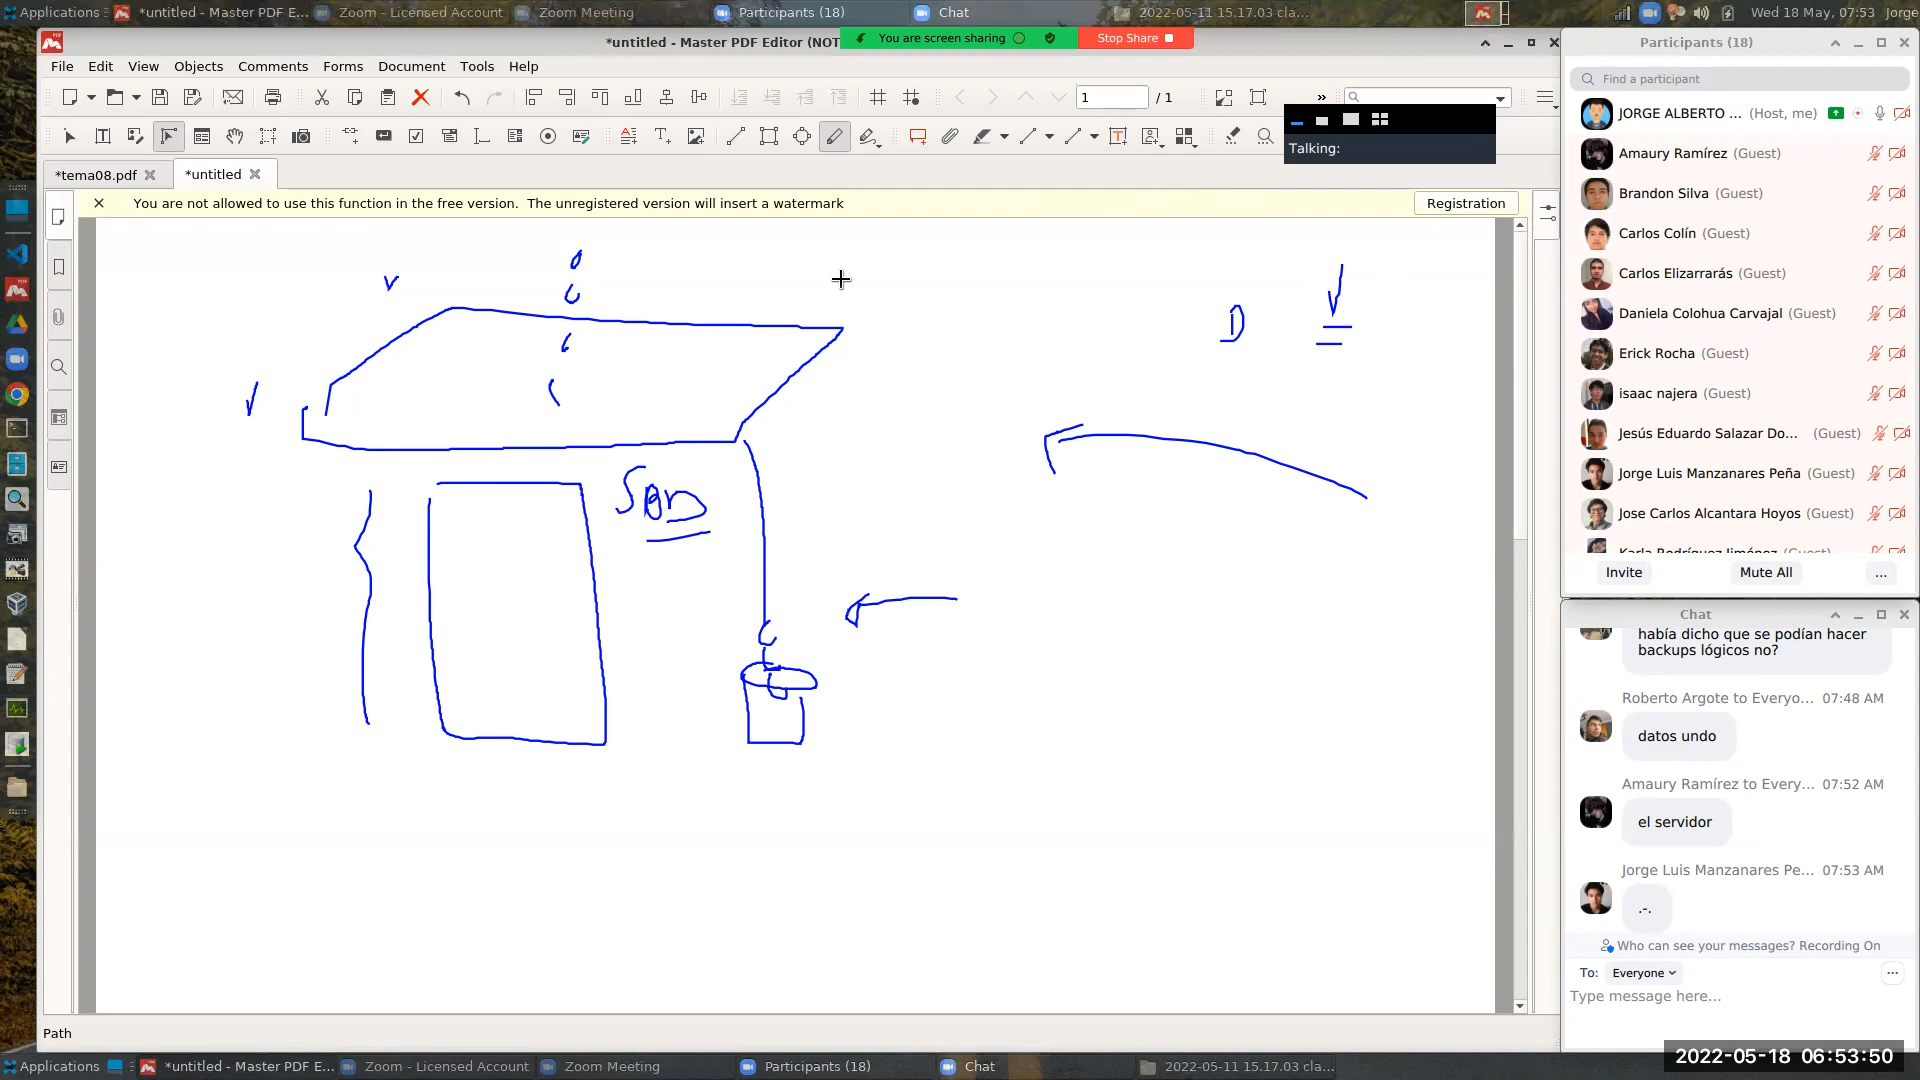 Applications
*untitled - Master PDF E...
Zoom - Licensed Account
Zoom Meeting
Participants (18)
Chat
2022-05-11 15.17.03 cla...
Wed 18 May, 07:53
Jorge
*untitled - Master PDF Editor (NOT
You are screen sharing
Stop Share
File Edit View Objects Comments Forms Document Tools Help
1 / 1
Talking:
*tema08.pdf
*untitled
You are not allowed to use this function in the free version. The unregistered version will insert a watermark
Registration
D
Path
Participants (18)
Find a participant
JORGE ALBERTO ... (Host, me)
Amaury Ramírez (Guest)
Brandon Silva (Guest)
Carlos Colín (Guest)
Carlos Elizarrarás (Guest)
Daniela Colohua Carvajal (Guest)
Erick Rocha (Guest)
isaac najera (Guest)
Jesús Eduardo Salazar Do... (Guest)
Jorge Luis Manzanares Peña (Guest)
Jose Carlos Alcantara Hoyos (Guest)
Karla Rodríguez Jiménez (Guest)
Invite
Mute All
...
Chat
había dicho que se podían hacer
backups lógicos no?
Roberto Argote to Everyo... 07:48 AM
datos undo
Amaury Ramírez to Every... 07:52 AM
el servidor
Jorge Luis Manzanares Pe... 07:53 AM
.-.
Who can see your messages? Recording On
To: Everyone
Type message here...
Applications
*untitled - Master PDF E...
Zoom - Licensed Account
Zoom Meeting
Participants (18)
Chat
2022-05-11 15.17.03 cla...
2022-05-18 06:53:50